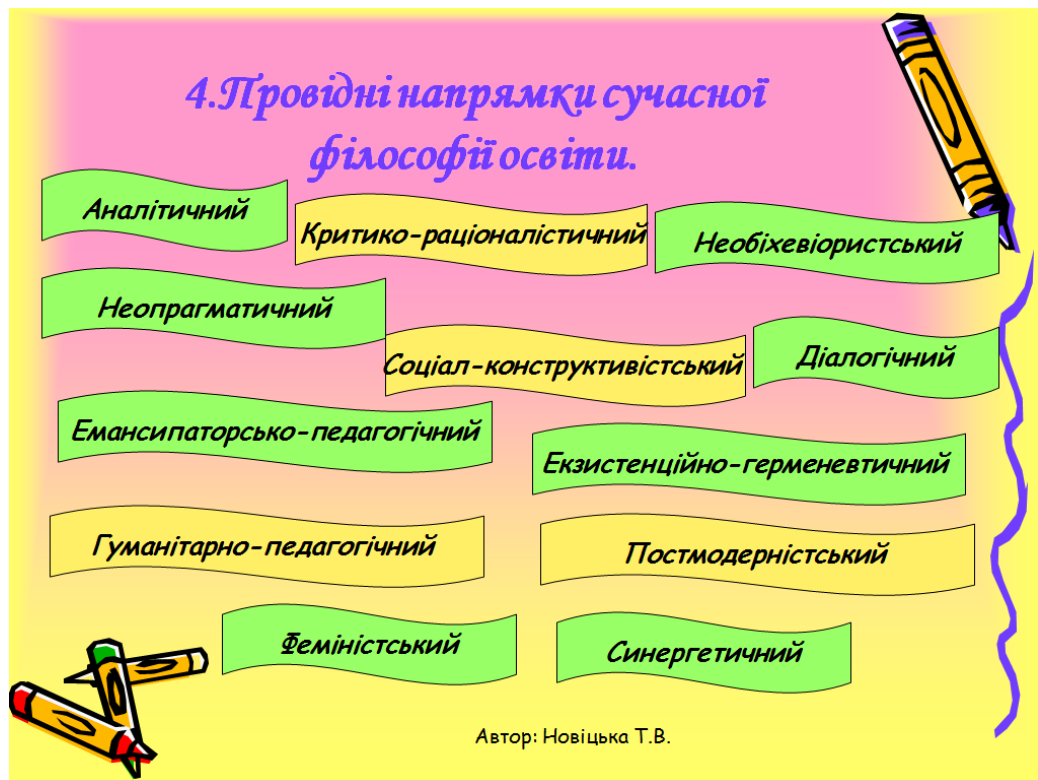 4.Провідні напрямки сучасної
філософії освіти.
Аналітичний
Критико-раціоналістичний
Необіхевіористський
Неопрагматичний
Соціал-конструктивістський
Діалогічний
Емансипаторсько-педагогічний
Екзистенційно-герменевтичний
Гуманітарно-педагогічний
Постмодерністський
Феміністський
Синергетичний
Автор: Новіцька Т.В.